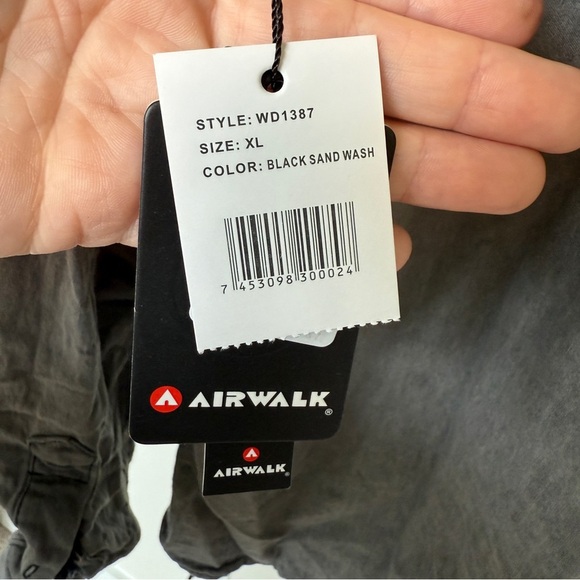 STYLE: WD1387
SIZE: XL
COLOR: BLACK SAND WASH
7 453098 300024
AIRWALK®
AIRWALK